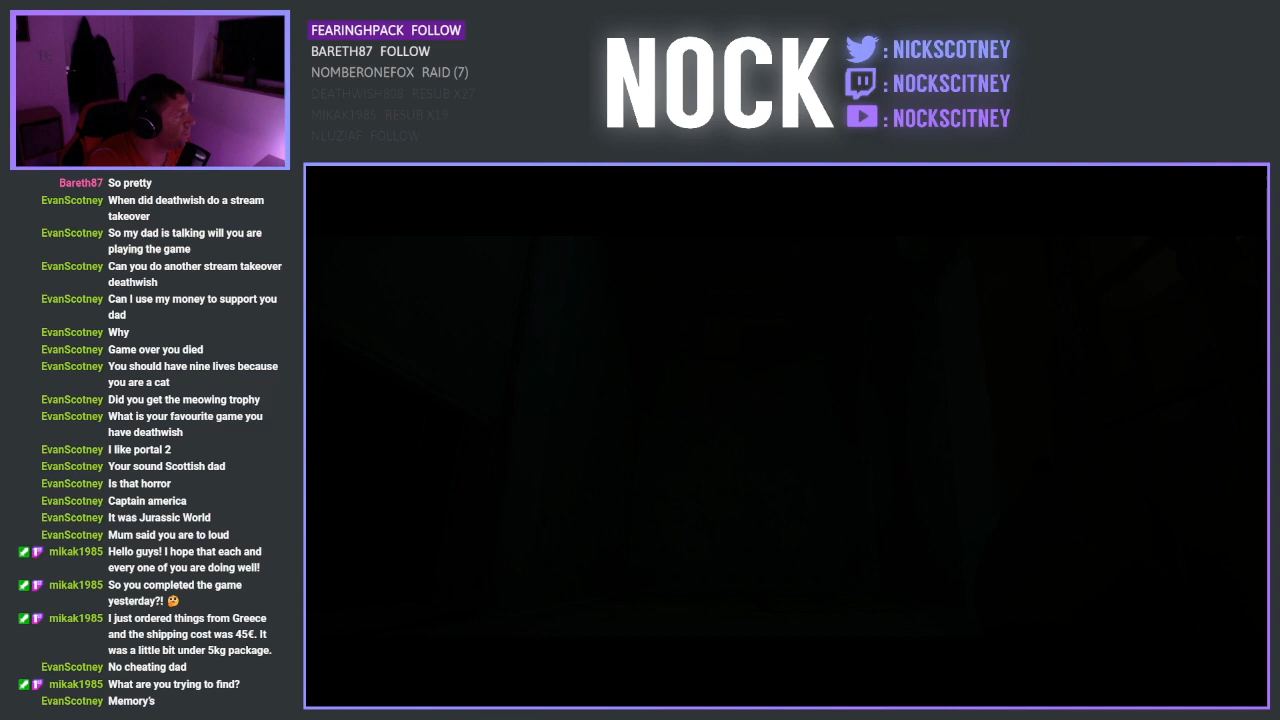 FEARINGHPACK FOLLOW
BARETH87 FOLLOW
NOMBERONEFOX RAID (7)
DEATHWISH808 RESUB X27
MIKAK1985 RESUB X19
NLUZIAF FOLLOW
NOCK
: NICKSCOTNEY
: NOCKSCITNEY
: NOCKSCITNEY
Bareth87 So pretty
EvanScotney When did deathwish do a stream
takeover
EvanScotney So my dad is talking will you are
playing the game
EvanScotney Can you do another stream takeover
deathwish
EvanScotney Can I use my money to support you
dad
EvanScotney Why
EvanScotney Game over you died
EvanScotney You should have nine lives because
you are a cat
EvanScotney Did you get the meowing trophy
EvanScotney What is your favourite game you
have deathwish
EvanScotney I like portal 2
EvanScotney Your sound Scottish dad
EvanScotney Is that horror
EvanScotney Captain america
EvanScotney It was Jurassic World
EvanScotney Mum said you are to loud
mikak1985 Hello guys! I hope that each and
every one of you are doing well!
mikak1985 So you completed the game
yesterday?! 🤔
mikak1985 I just ordered things from Greece
and the shipping cost was 45€. It
was a little bit under 5kg package.
EvanScotney No cheating dad
mikak1985 What are you trying to find?
EvanScotney Memory's